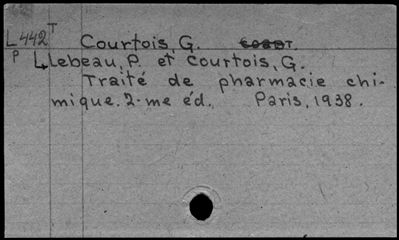 L442 T Courtois, G.
P Lebeau, P. et Courtois, G.
Traité de pharmacie chi-
mique. 2-me éd. Paris, 1938.